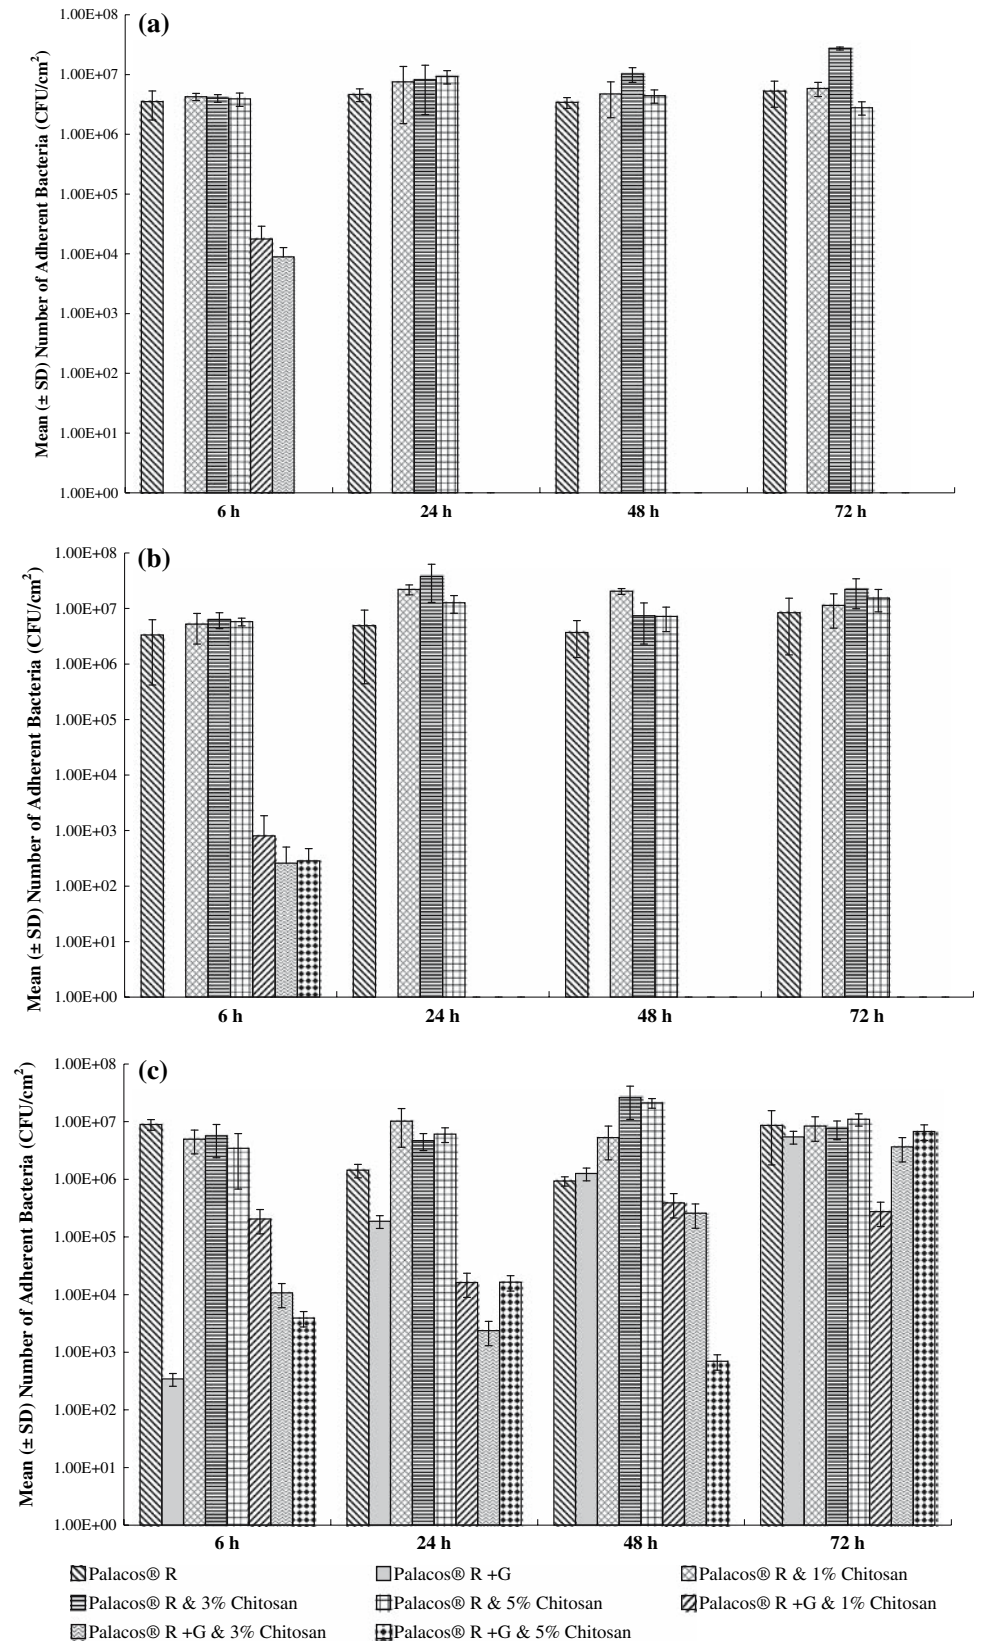 (a)
Mean (± SD) Number of Adherent Bacteria (CFU/cm²)
1.00E+08
1.00E+07
1.00E+06
1.00E+05
1.00E+04
1.00E+03
1.00E+02
1.00E+01
1.00E+00
6 h
24 h
48 h
72 h
(b)
Mean (± SD) Number of Adherent Bacteria (CFU/cm²)
1.00E+08
1.00E+07
1.00E+06
1.00E+05
1.00E+04
1.00E+03
1.00E+02
1.00E+01
1.00E+00
6 h
24 h
48 h
72 h
(c)
Mean (± SD) Number of Adherent Bacteria (CFU/cm²)
1.00E+08
1.00E+07
1.00E+06
1.00E+05
1.00E+04
1.00E+03
1.00E+02
1.00E+01
1.00E+00
6 h
24 h
48 h
72 h
Palacos® R
Palacos® R +G
Palacos® R & 1% Chitosan
Palacos® R & 3% Chitosan
Palacos® R & 5% Chitosan
Palacos® R +G & 1% Chitosan
Palacos® R +G & 3% Chitosan
Palacos® R +G & 5% Chitosan